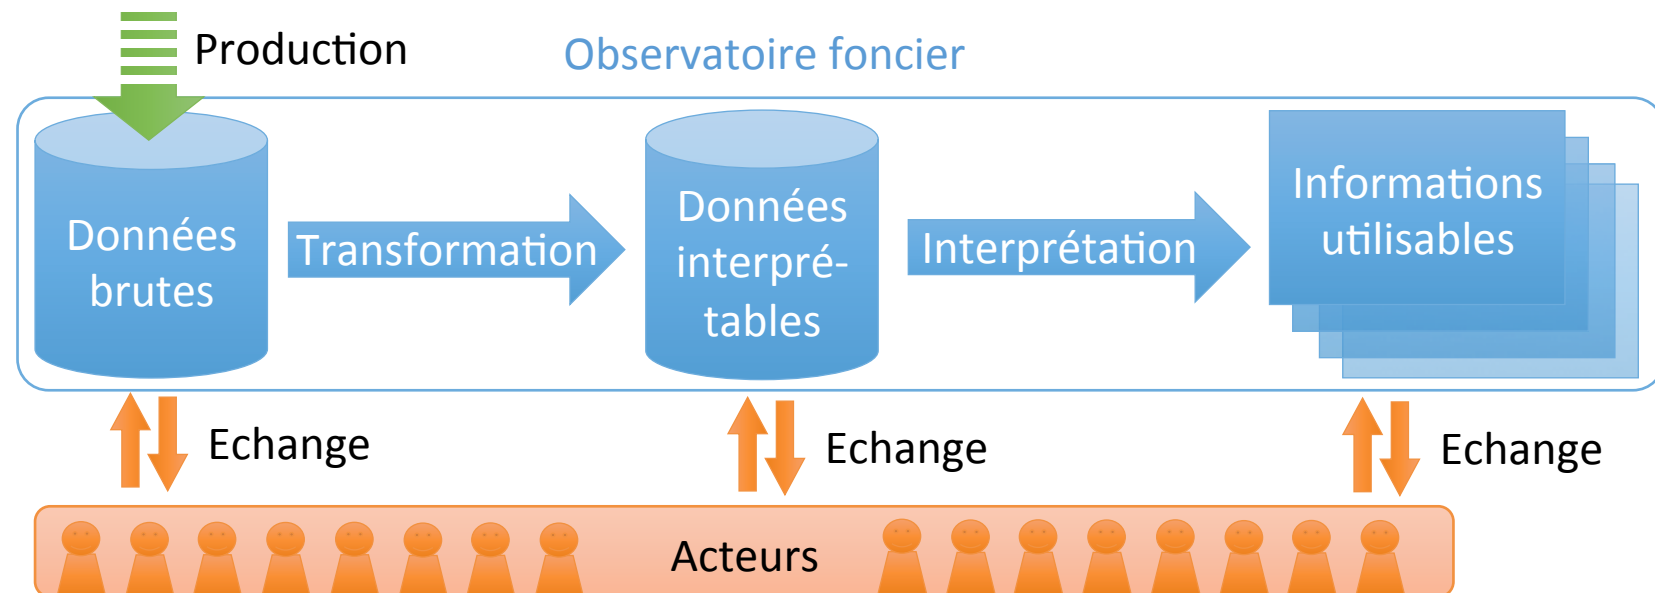 Production
Observatoire foncier
Données
brutes
Transformation
Données
interpré-
tables
Interprétation
Informations
utilisables
Echange
Echange
Echange
Acteurs